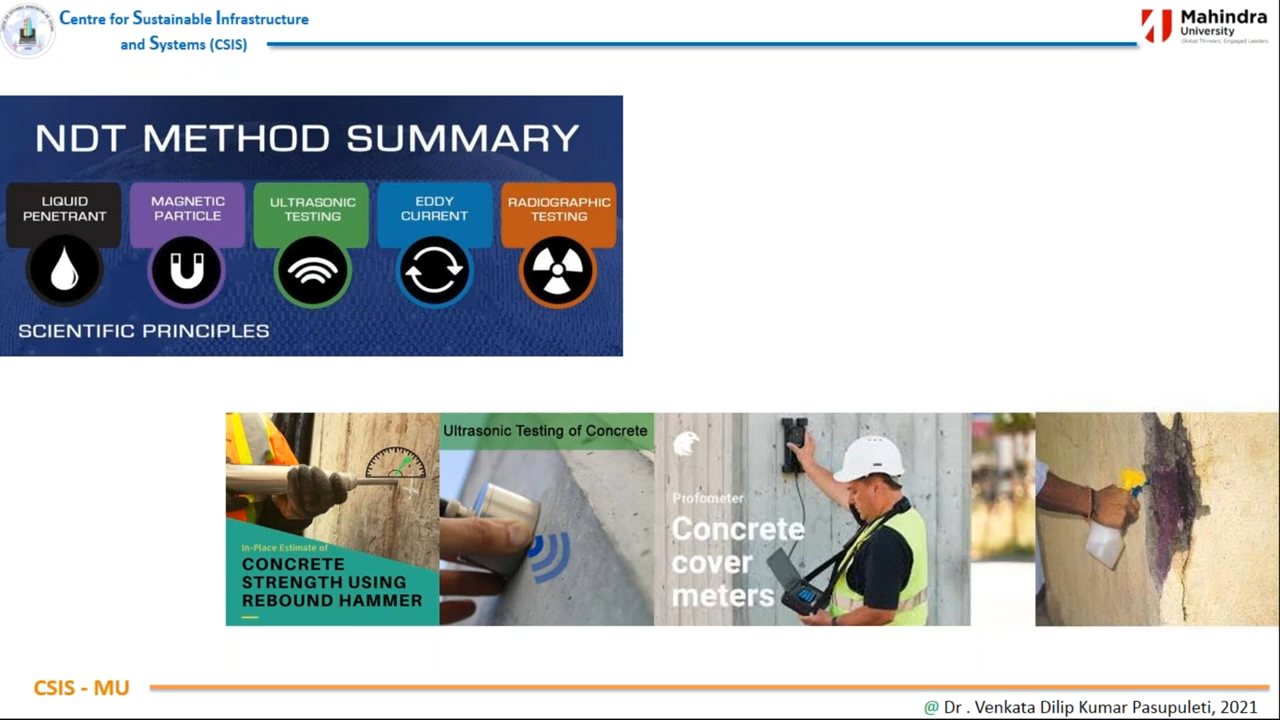 Centre for Sustainable Infrastructure
and Systems (CSIS)
Mahindra
University
Global Thinkers, Engaged Leaders
NDT METHOD SUMMARY
LIQUID
PENETRANT
MAGNETIC
PARTICLE
ULTRASONIC
TESTING
EDDY
CURRENT
RADIOGRAPHIC
TESTING
SCIENTIFIC PRINCIPLES
In-Place Estimate of
CONCRETE
STRENGTH USING
REBOUND HAMMER
Ultrasonic Testing of Concrete
Profometer
Concrete
cover
meters
CSIS - MU
@ Dr . Venkata Dilip Kumar Pasupuleti, 2021